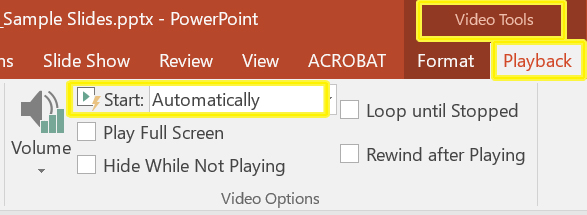 _Sample Slides.pptx - PowerPoint
Video Tools
ns Slide Show Review View ACROBAT Format Playback
Start: Automatically
Loop until Stopped
Play Full Screen
Volume
Hide While Not Playing
Rewind after Playing
Video Options